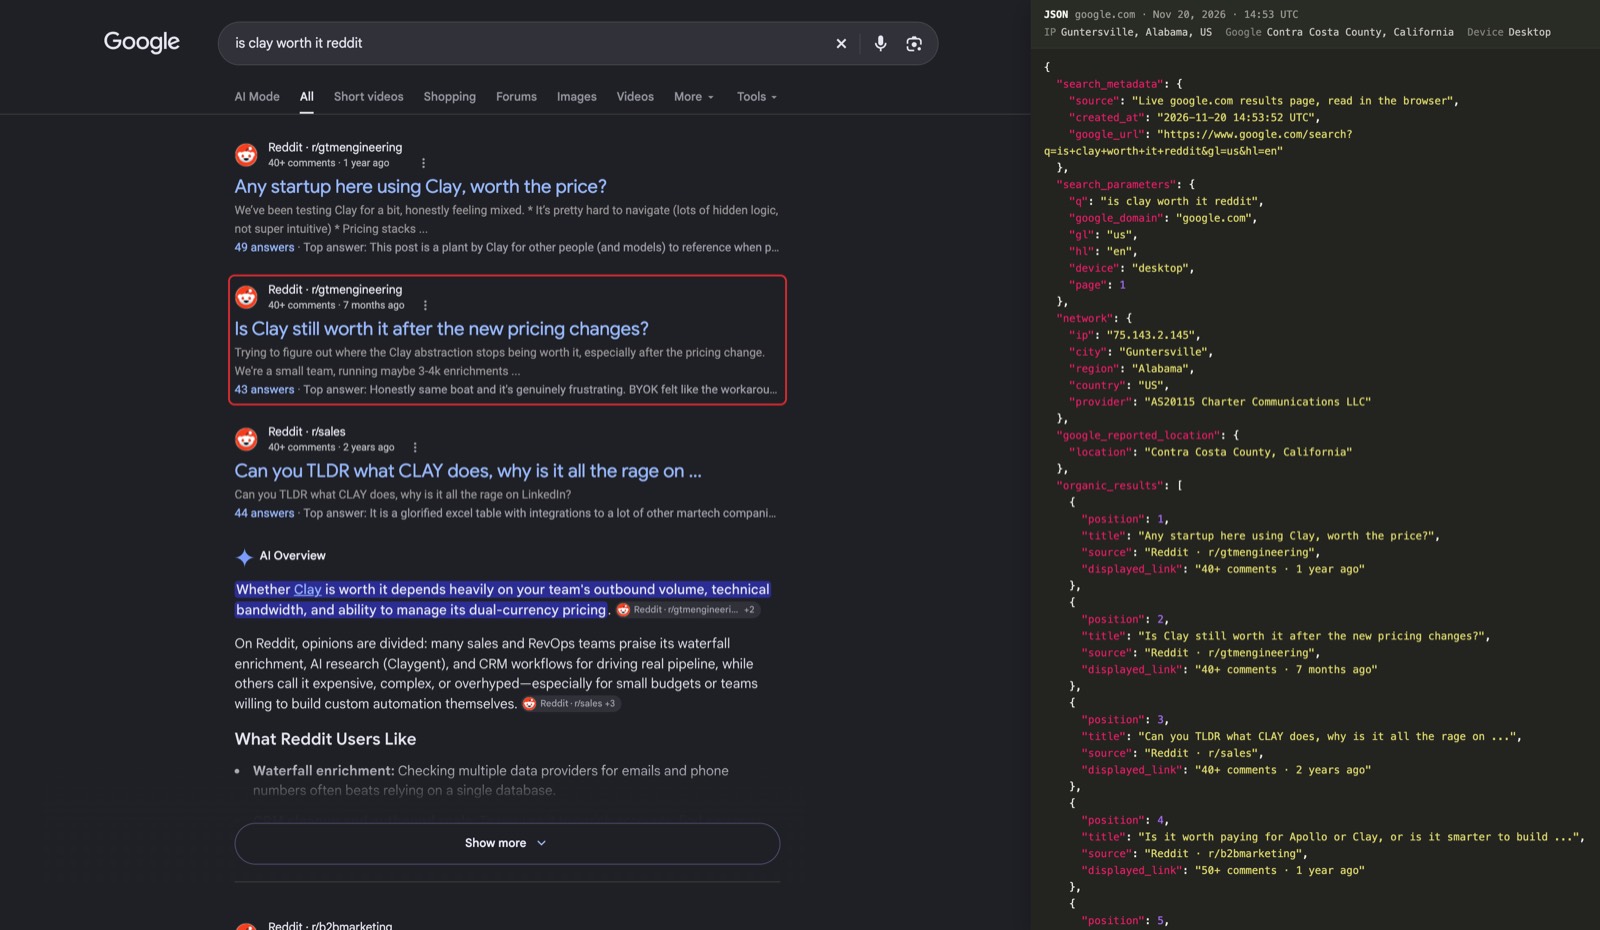 Google
is clay worth it reddit
AI Mode
All
Short videos
Shopping
Forums
Images
Videos
More
Tools
Reddit · r/gtmengineering
40+ comments · 1 year ago
Any startup here using Clay, worth the price?
We've been testing Clay for a bit, honestly feeling mixed. * It's pretty hard to navigate (lots of hidden logic,
not super intuitive) * Pricing stacks ...
49 answers · Top answer: This post is a plant by Clay for other people (and models) to reference when p...
Reddit · r/gtmengineering
40+ comments · 7 months ago
Is Clay still worth it after the new pricing changes?
Trying to figure out where the Clay abstraction stops being worth it, especially after the pricing change.
We're a small team, running maybe 3-4k enrichments ...
43 answers · Top answer: Honestly same boat and it's genuinely frustrating. BYOK felt like the workarou...
Reddit · r/sales
40+ comments · 2 years ago
Can you TLDR what CLAY does, why is it all the rage on ...
Can you TLDR what CLAY does, why is it all the rage on LinkedIn?
44 answers · Top answer: It is a glorified excel table with integrations to a lot of other martech compani...
AI Overview
Whether Clay is worth it depends heavily on your team's outbound volume, technical
bandwidth, and ability to manage its dual-currency pricing. Reddit · r/gtmengineeri... +2
On Reddit, opinions are divided: many sales and RevOps teams praise its waterfall
enrichment, AI research (Claygent), and CRM workflows for driving real pipeline, while
others call it expensive, complex, or overhyped—especially for small budgets or teams
willing to build custom automation themselves. Reddit · r/sales +3
What Reddit Users Like
• Waterfall enrichment: Checking multiple data providers for emails and phone
numbers often beats relying on a single database.
Show more
Reddit · r/b2bmarketing
JSON google.com · Nov 20, 2026 · 14:53 UTC
IP Guntersville, Alabama, US Google Contra Costa County, California Device Desktop
{
"search_metadata": {
"source": "Live google.com results page, read in the browser",
"created_at": "2026-11-20 14:53:52 UTC",
"google_url": "https://www.google.com/search?
q=is+clay+worth+it+reddit&gl=us&hl=en"
},
"search_parameters": {
"q": "is clay worth it reddit",
"google_domain": "google.com",
"gl": "us",
"hl": "en",
"device": "desktop",
"page": 1
},
"network": {
"ip": "75.143.2.145",
"city": "Guntersville",
"region": "Alabama",
"country": "US",
"provider": "AS20115 Charter Communications LLC"
},
"google_reported_location": {
"location": "Contra Costa County, California"
},
"organic_results": [
{
"position": 1,
"title": "Any startup here using Clay, worth the price?",
"source": "Reddit · r/gtmengineering",
"displayed_link": "40+ comments · 1 year ago"
},
{
"position": 2,
"title": "Is Clay still worth it after the new pricing changes?",
"source": "Reddit · r/gtmengineering",
"displayed_link": "40+ comments · 7 months ago"
},
{
"position": 3,
"title": "Can you TLDR what CLAY does, why is it all the rage on ...",
"source": "Reddit · r/sales",
"displayed_link": "40+ comments · 2 years ago"
},
{
"position": 4,
"title": "Is it worth paying for Apollo or Clay, or is it smarter to build ...",
"source": "Reddit · r/b2bmarketing",
"displayed_link": "50+ comments · 1 year ago"
},
{
"position": 5,